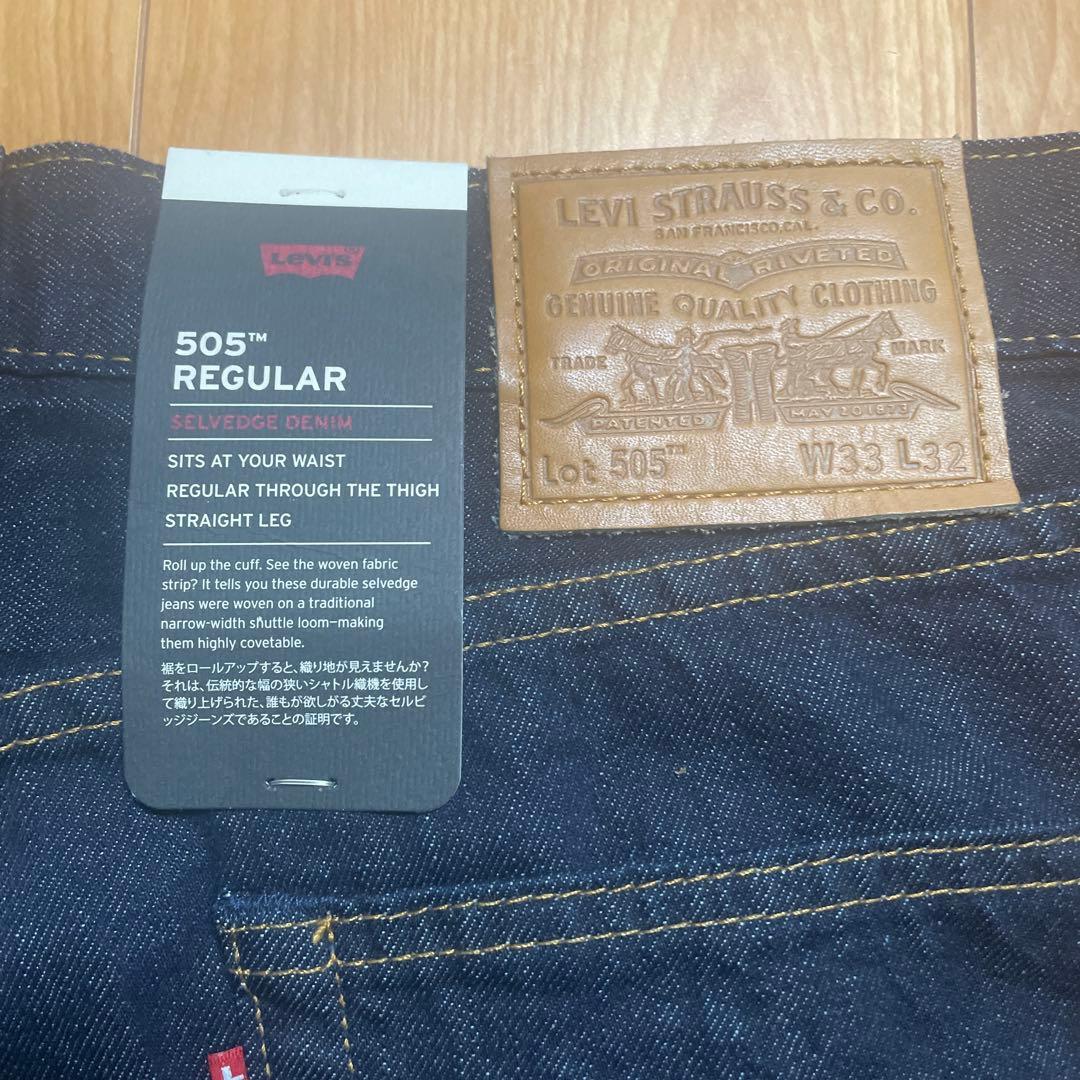 Levi's
505™
REGULAR
SELVEDGE DENIM
SITS AT YOUR WAIST
REGULAR THROUGH THE THIGH
STRAIGHT LEG
Roll up the cuff. See the woven fabric
strip? It tells you these durable selvedge
jeans were woven on a traditional
narrow-width shuttle loom—making
them highly covetable.
裾をロールアップすると、織り地が見えませんか?
それは、伝統的な幅の狭いシャトル織機を使用し
て織り上げられた、誰もが欲しがる丈夫なセルビ
ッジジーンズであることの証明です。
LEVI STRAUSS & CO.
SAN FRANCISCO, CAL.
ORIGINAL RIVETED
GENUINE QUALITY CLOTHING
TRADE MARK
PATENTED MAY 20 1873
Lot 505™ W33 L32